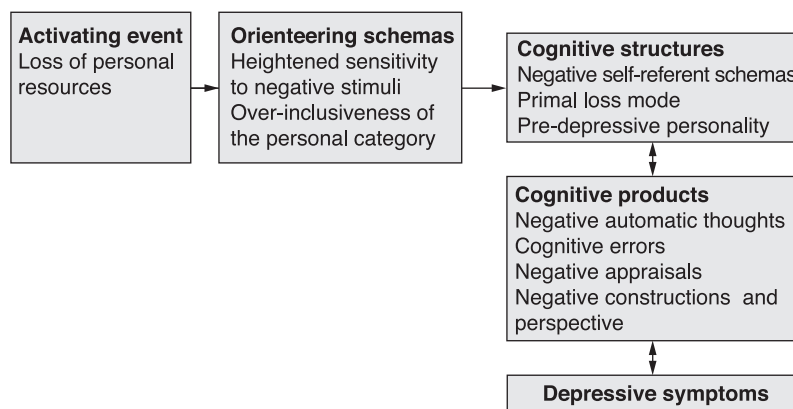 Activating event
Loss of personal
resources
Orienteering schemas
Heightened sensitivity
to negative stimuli
Over-inclusiveness of
the personal category
Cognitive structures
Negative self-referent schemas
Primal loss mode
Pre-depressive personality
Cognitive products
Negative automatic thoughts
Cognitive errors
Negative appraisals
Negative constructions and
perspective
Depressive symptoms